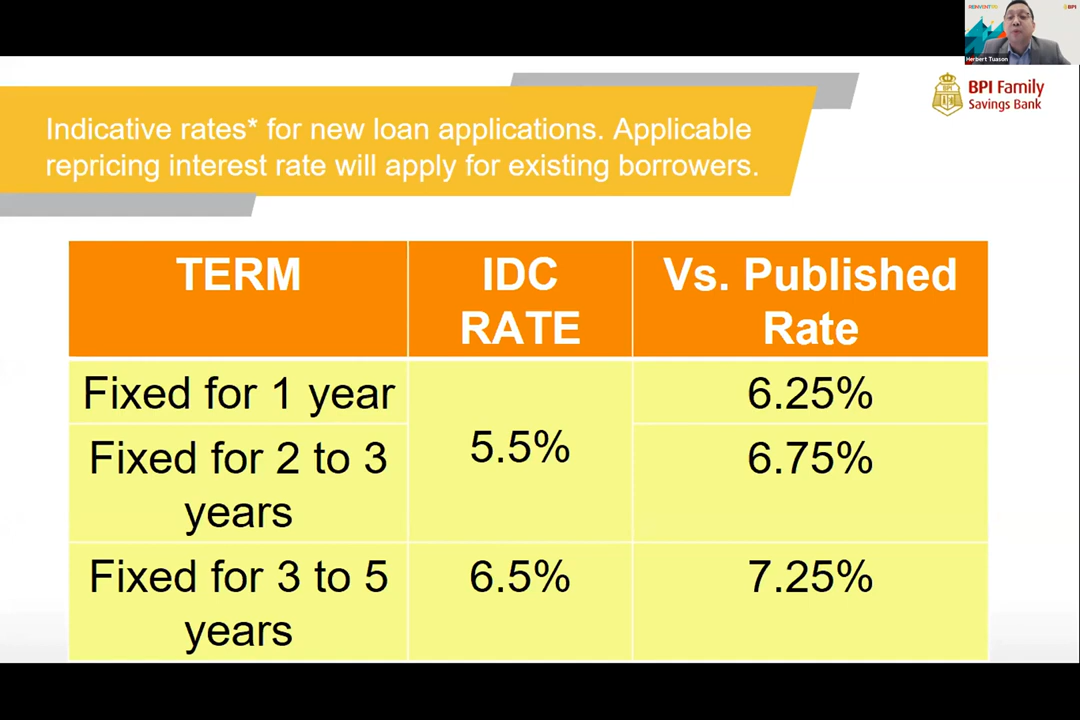 REINVENTPH
BPI
Herbert Tuason
BPI Family
Savings Bank
Indicative rates* for new loan applications. Applicable
repricing interest rate will apply for existing borrowers.
TERM
IDC
RATE
Vs. Published
Rate
Fixed for 1 year
5.5%
6.25%
Fixed for 2 to 3
years
6.75%
Fixed for 3 to 5
years
6.5%
7.25%